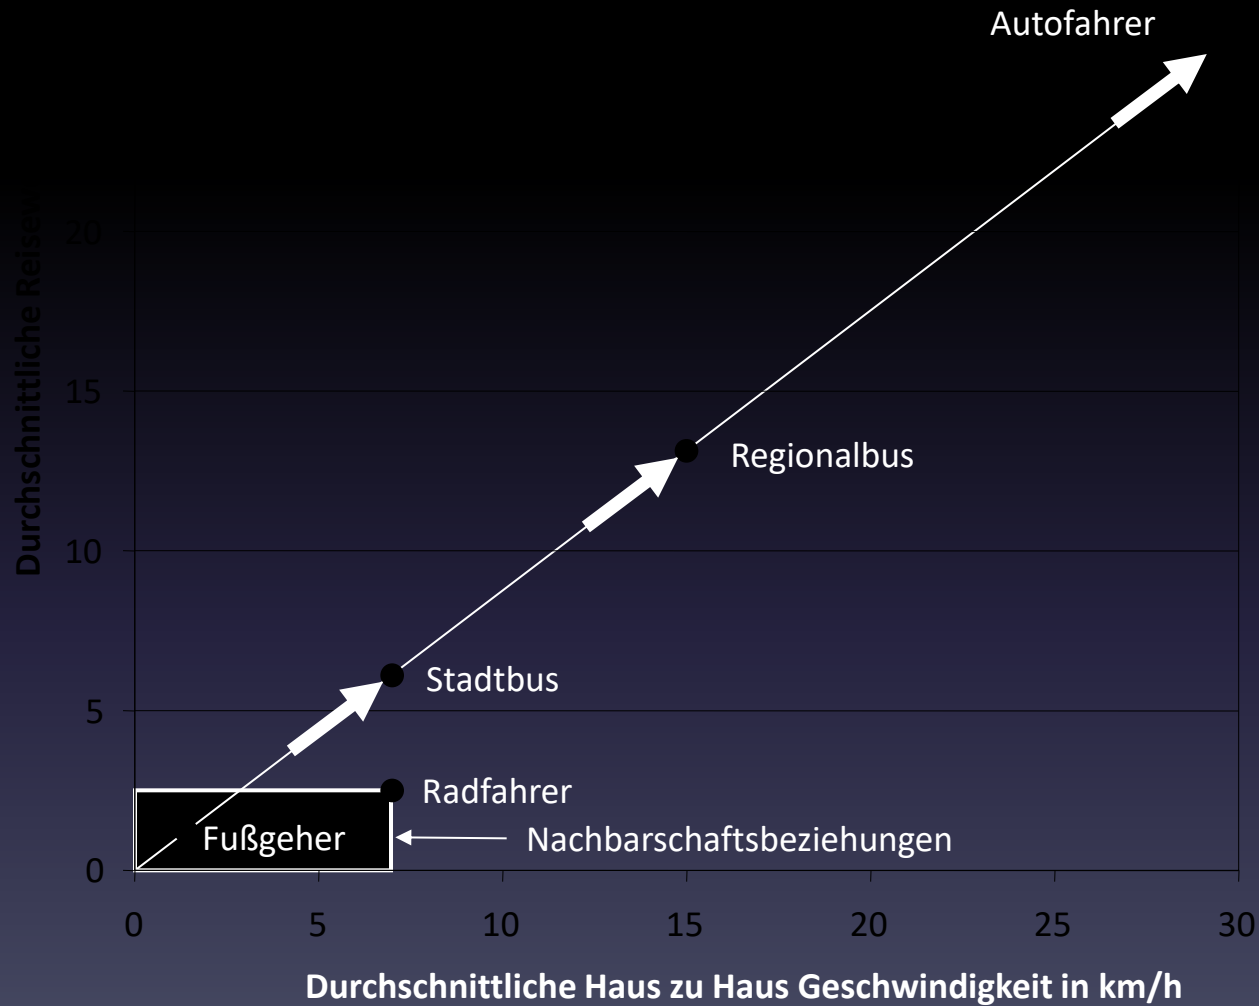 Autofahrer
Durchschnittliche
20
15
Regionalbus
10
Stadtbus
5
Radfahrer
Fußgeher
Nachbarschaftsbeziehungen
0
0 5 10 15 20 25 30
Durchschnittliche Haus zu Haus Geschwindigkeit in km/h